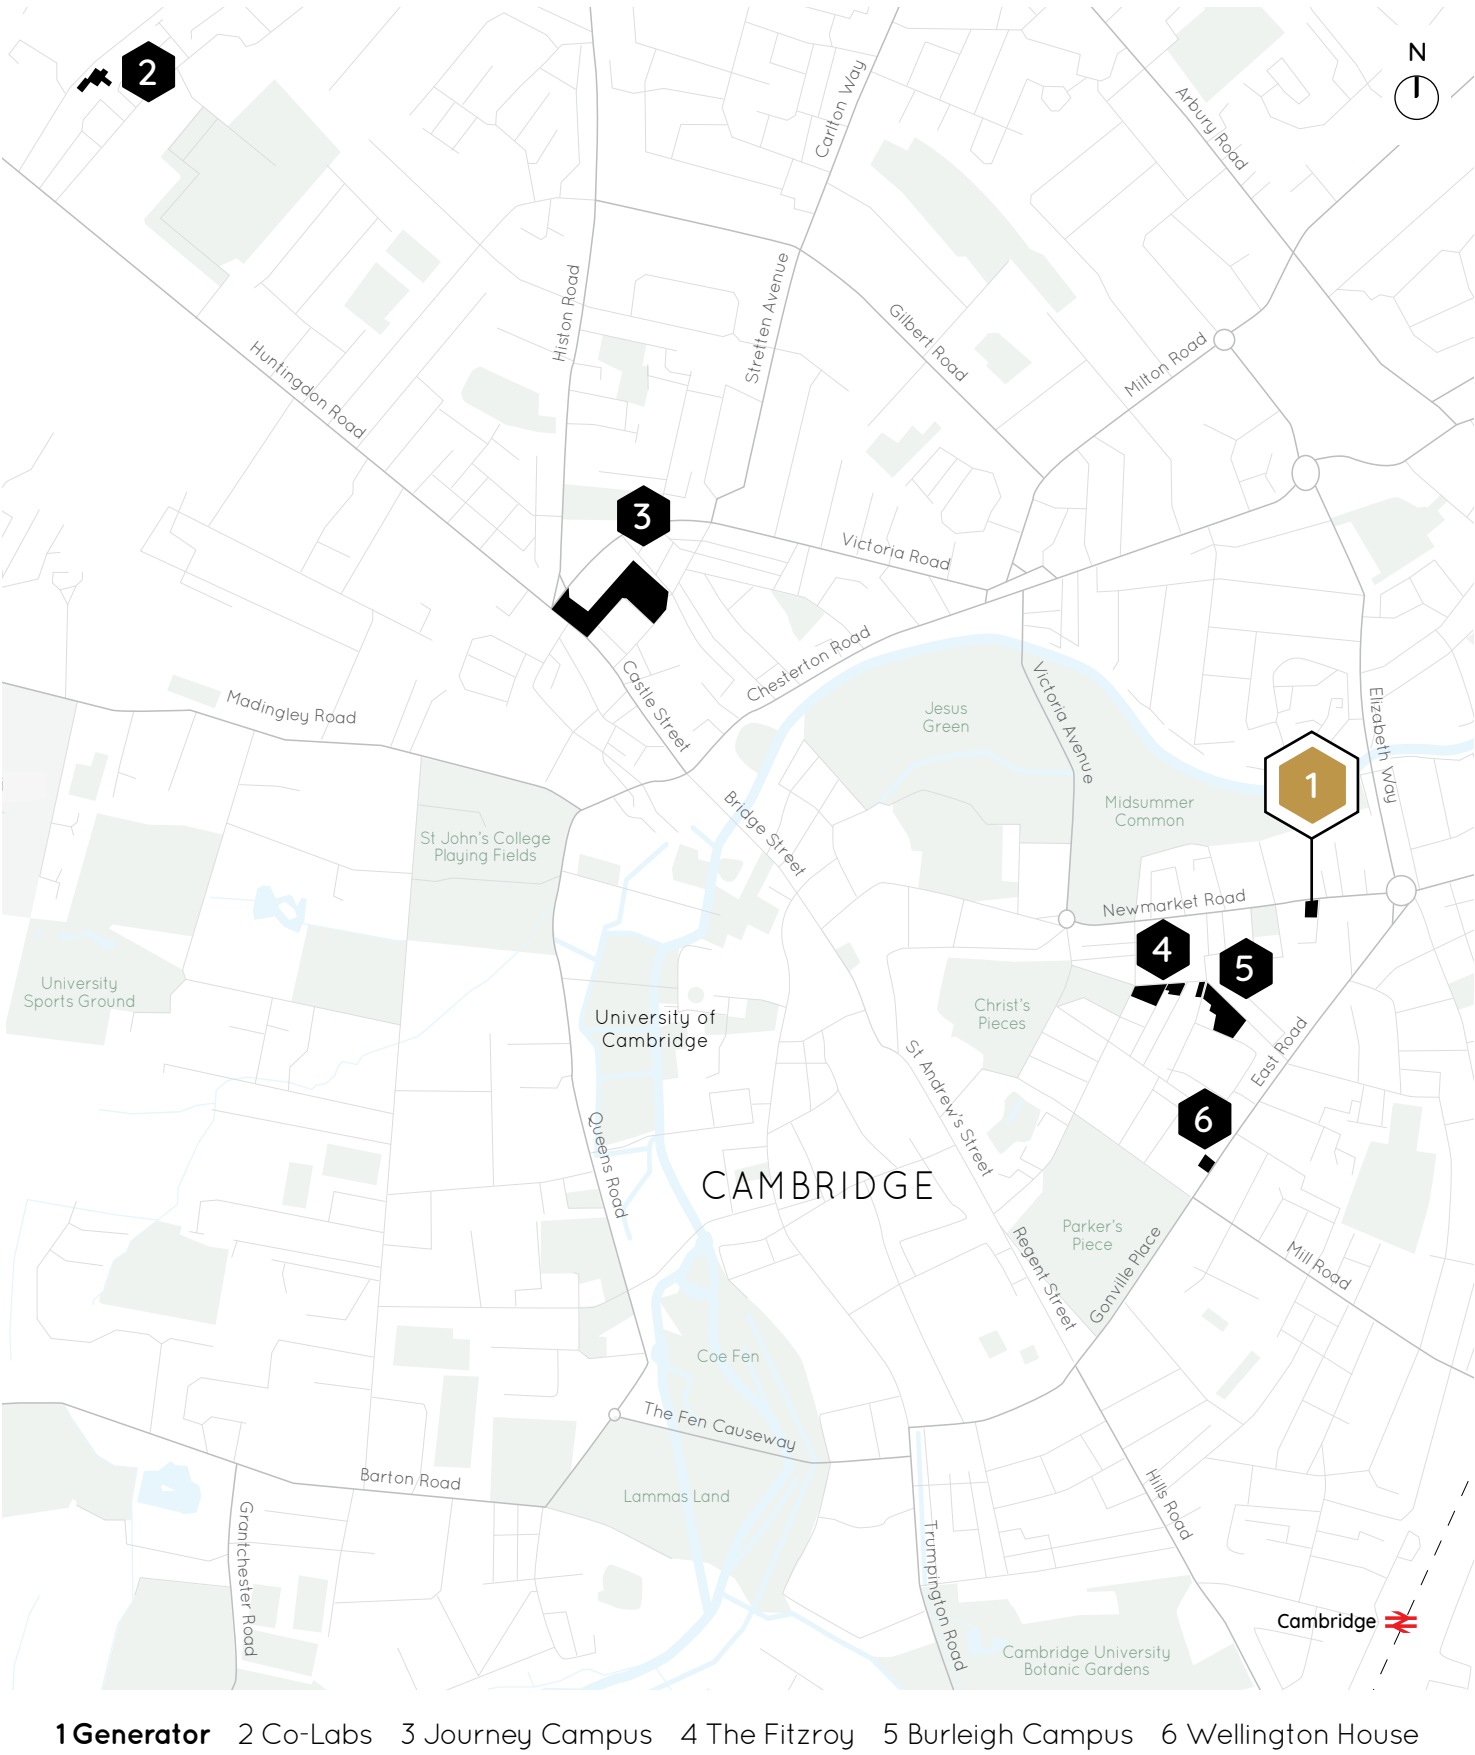 2
N
Carlton Way
Arbury Road
Histon Road
Stretten Avenue
Gilbert Road
Milton Road
Huntingdon Road
3
Victoria Road
Chesterton Road
Castle Street
Madingley Road
Victoria Avenue
Elizabeth Way
Jesus
Green
1
Midsummer
Common
Bridge Street
St John's College
Playing Fields
Newmarket Road
4
5
University
Sports Ground
Christ's
Pieces
University of
Cambridge
East Road
St Andrew's Street
6
Queens Road
CAMBRIDGE
Parker's
Piece
Regent Street
Gonville Place
Mill Road
Coe Fen
The Fen Causeway
Barton Road
Lammas Land
Hills Road
Grantchester Road
Trumpington Road
Cambridge
Cambridge University
Botanic Gardens
1 Generator 2 Co-Labs 3 Journey Campus 4 The Fitzroy 5 Burleigh Campus 6 Wellington House